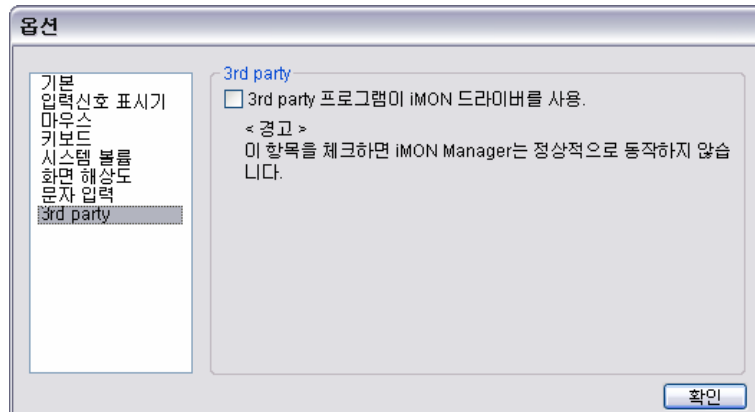 옵션
기본
입력신호 표시기
마우스
키보드
시스템 볼륨
화면 해상도
문자 입력
3rd party
3rd party
3rd party 프로그램이 iMON 드라이버를 사용.
< 경고 >
이 항목을 체크하면 iMON Manager는 정상적으로 동작하지 않습
니다.
확인